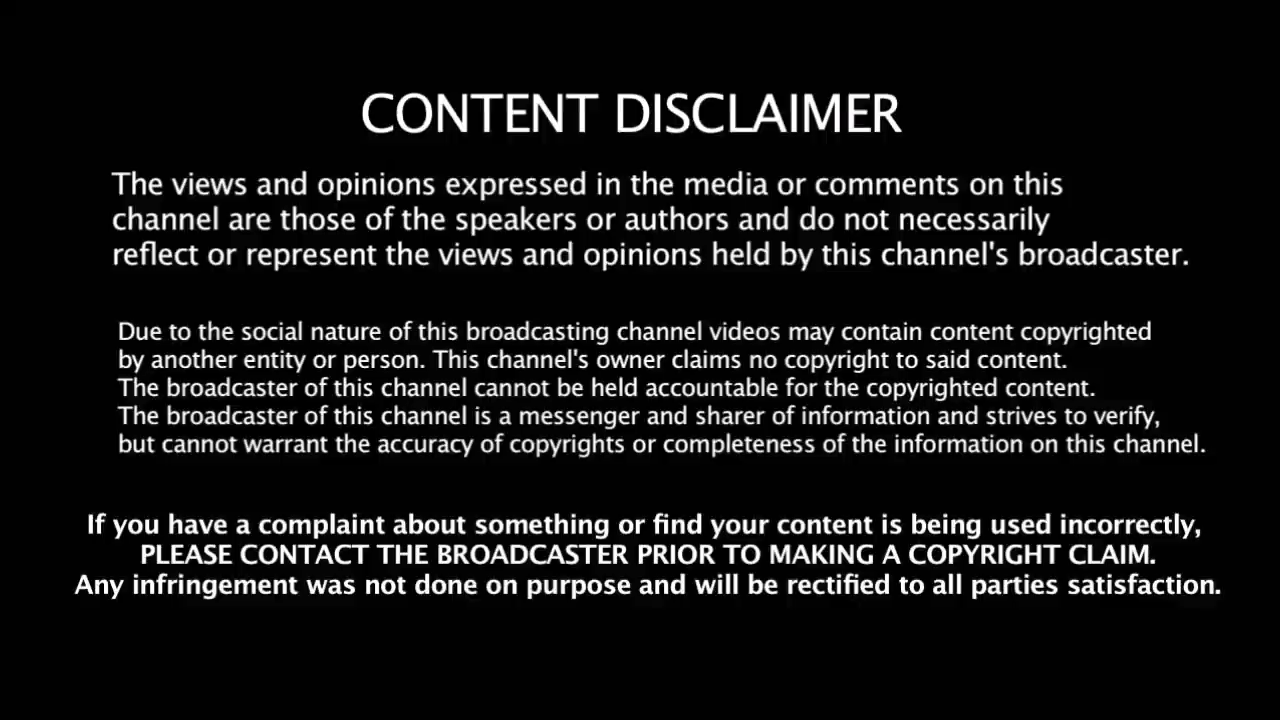 CONTENT DISCLAIMER
The views and opinions expressed in the media or comments on this
channel are those of the speakers or authors and do not necessarily
reflect or represent the views and opinions held by this channel's broadcaster.
Due to the social nature of this broadcasting channel videos may contain content copyrighted
by another entity or person. This channel's owner claims no copyright to said content.
The broadcaster of this channel cannot be held accountable for the copyrighted content.
The broadcaster of this channel is a messenger and sharer of information and strives to verify,
but cannot warrant the accuracy of copyrights or completeness of the information on this channel.
If you have a complaint about something or find your content is being used incorrectly,
PLEASE CONTACT THE BROADCASTER PRIOR TO MAKING A COPYRIGHT CLAIM.
Any infringement was not done on purpose and will be rectified to all parties satisfaction.